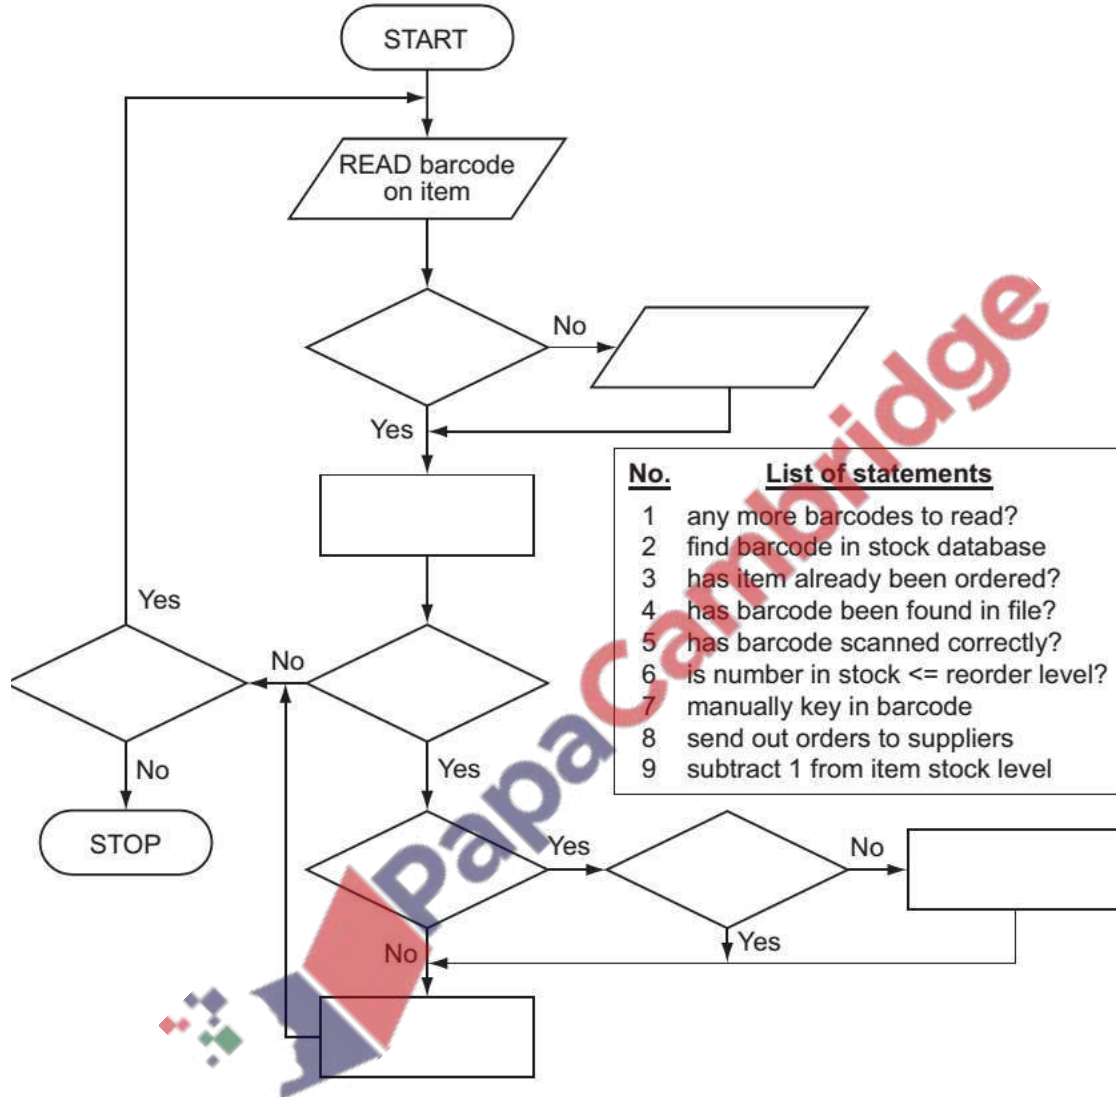 START
READ barcode
on item
No
Yes
No. List of statements
1 any more barcodes to read?
2 find barcode in stock database
3 has item already been ordered?
4 has barcode been found in file?
5 has barcode scanned correctly?
6 is number in stock <= reorder level?
7 manually key in barcode
8 send out orders to suppliers
9 subtract 1 from item stock level
Yes
No
No
Yes
STOP
Yes
No
No
Yes
PapaCambridge